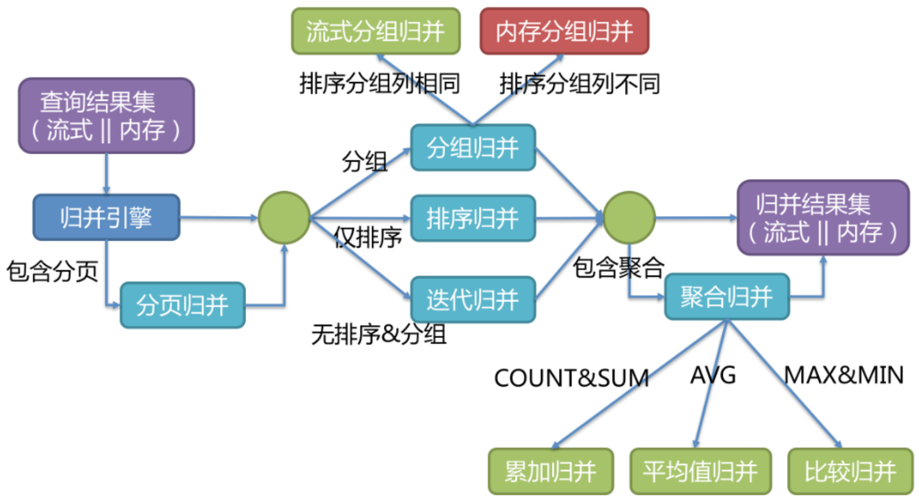 流式分组归并
内存分组归并
排序分组列相同
排序分组列不同
查询结果集
（流式 || 内存）
分组归并
分组
归并引擎
排序归并
仅排序
归并结果集
（流式 || 内存）
包含分页
包含聚合
分页归并
迭代归并
聚合归并
无排序&分组
COUNT&SUM
AVG
MAX&MIN
累加归并
平均值归并
比较归并